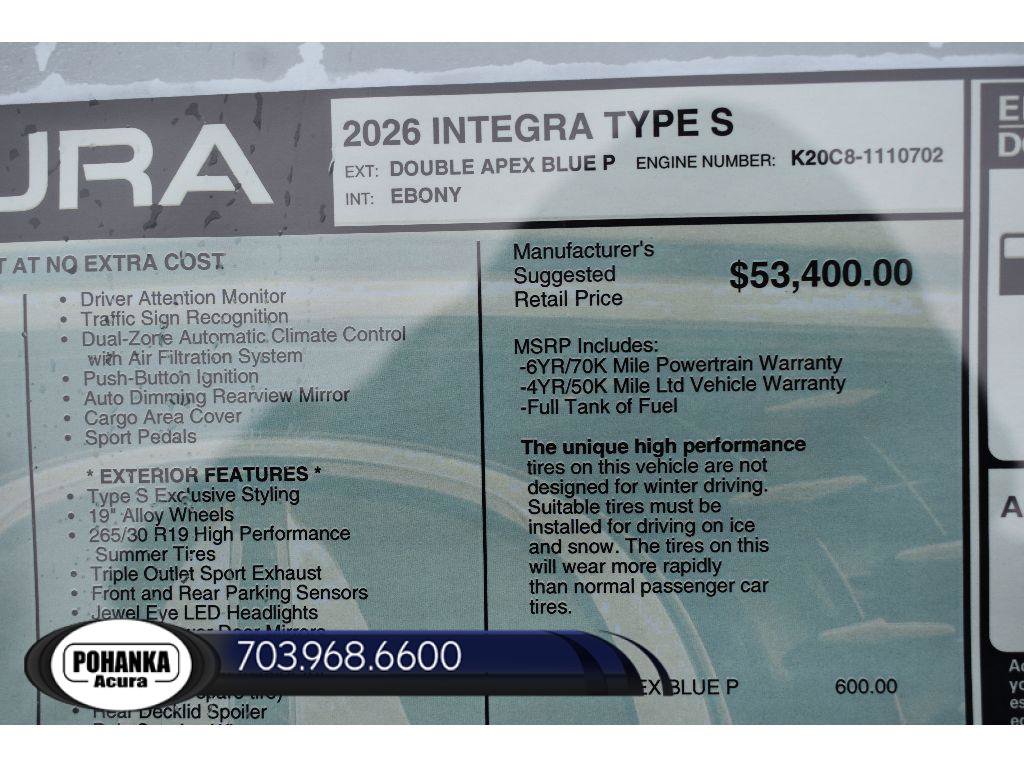 URA
2026 INTEGRA TYPE S
EXT: DOUBLE APEX BLUE P ENGINE NUMBER: K20C8-1110702
INT: EBONY
T AT NO EXTRA COST
• Driver Attention Monitor
• Traffic Sign Recognition
• Dual-Zone Automatic Climate Control
with Air Filtration System
• Push-Button Ignition
• Auto Dimming Rearview Mirror
• Cargo Area Cover
• Sport Pedals
* EXTERIOR FEATURES *
• Type S Exclusive Styling
• 19" Alloy Wheels
• 265/30 R19 High Performance
Summer Tires
• Triple Outlet Sport Exhaust
• Front and Rear Parking Sensors
• Jewel Eye LED Headlights
Door Mirrors
• Rear Decklid Spoiler
Manufacturer's
Suggested
Retail Price
$53,400.00
MSRP Includes:
-6YR/70K Mile Powertrain Warranty
-4YR/50K Mile Ltd Vehicle Warranty
-Full Tank of Fuel
The unique high performance
tires on this vehicle are not
designed for winter driving.
Suitable tires must be
installed for driving on ice
and snow. The tires on this
will wear more rapidly
than normal passenger car
tires.
EX BLUE P 600.00
POHANKA
Acura
703.968.6600